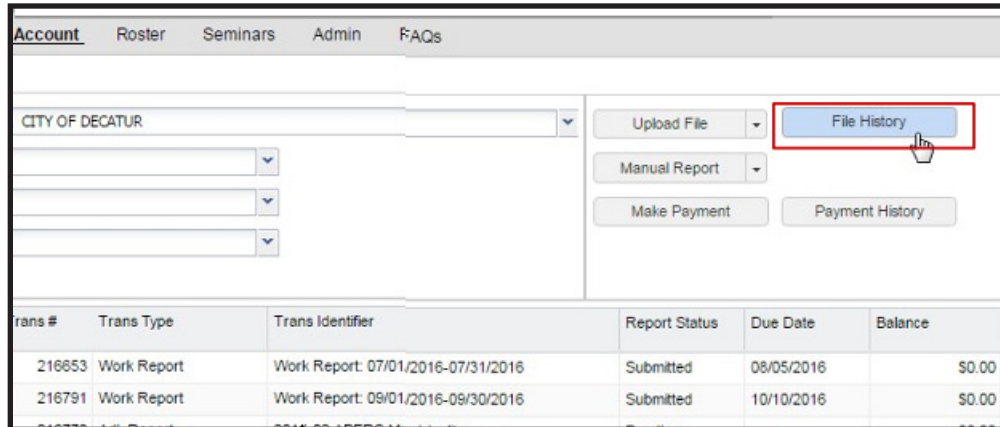 Account Roster Seminars Admin FAQs
CITY OF DECATUR
Upload File File History
Manual Report
Make Payment Payment History
Trans # Trans Type Trans Identifier Report Status Due Date Balance
216653 Work Report Work Report: 07/01/2016-07/31/2016 Submitted 08/05/2016 $0.00
216791 Work Report Work Report: 09/01/2016-09/30/2016 Submitted 10/10/2016 $0.00